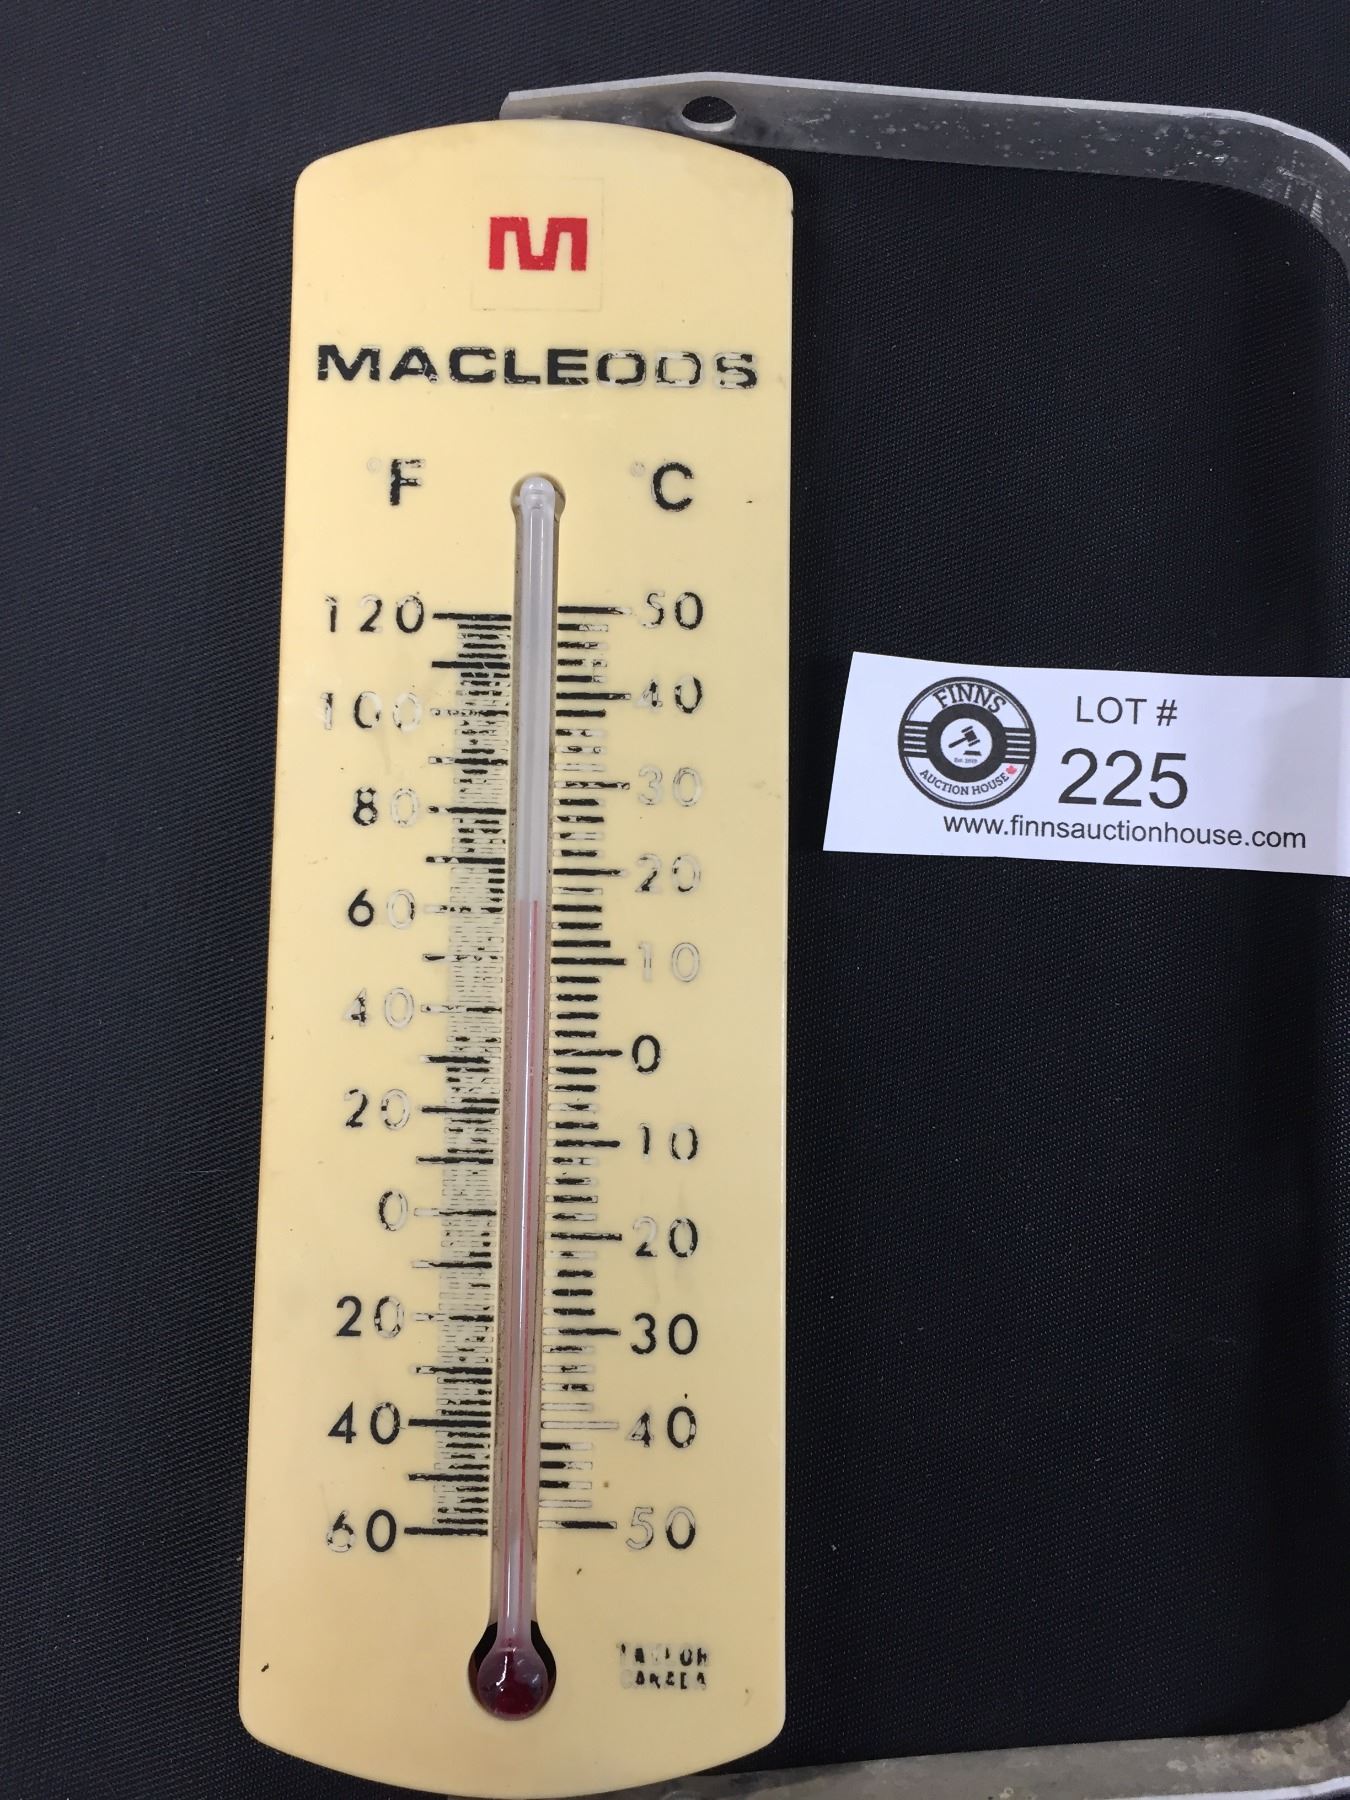 M
MACLEODS
°F °C
120 50
100 40
80 30
20
60
10
40
0
20
10
0
20
20
30
40 40
60 50
TAYLOR
CANADA
FINNS
AUCTION HOUSE
LOT #
225
www.finnsauctionhouse.com